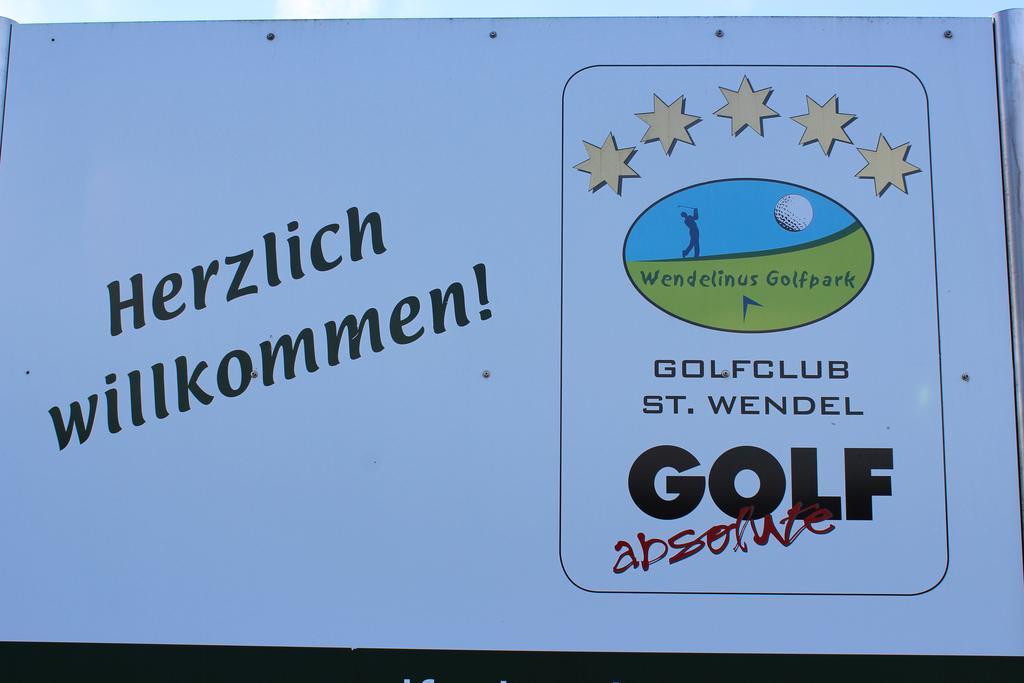 Herzlich
willkommen!
Wendelinus Golfpark
GOLFCLUB
ST. WENDEL
GOLF
absolute